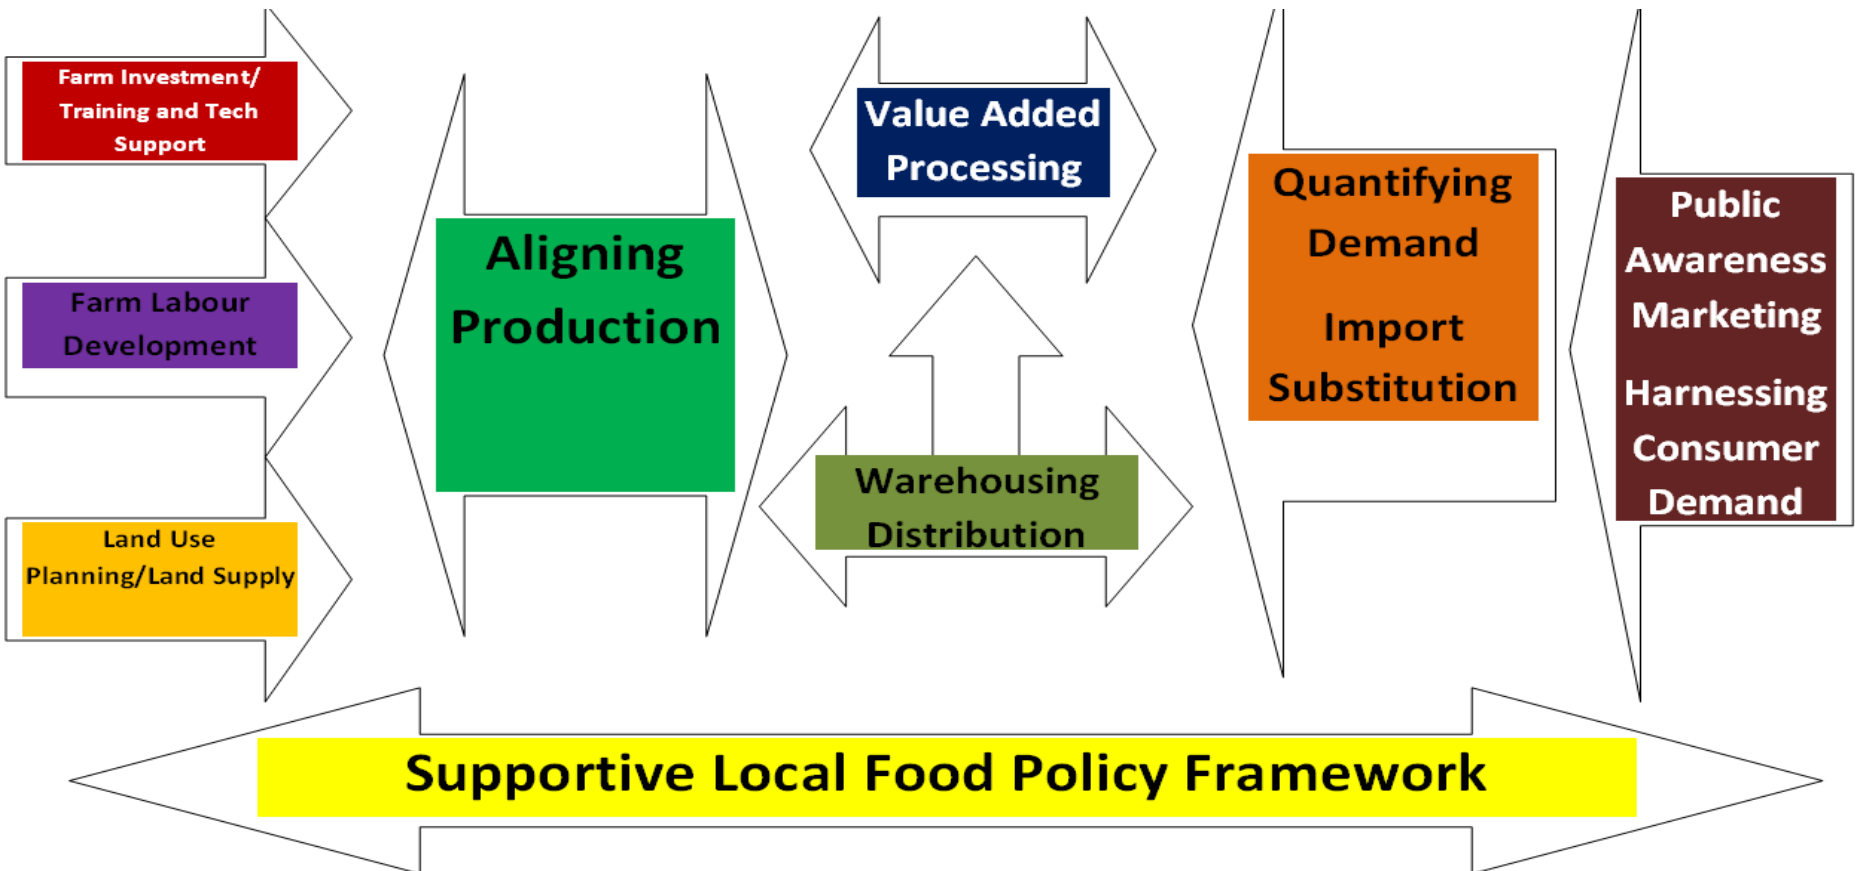 Farm Investment/
Training and Tech
Support
Farm Labour
Development
Land Use
Planning/Land Supply
Aligning
Production
Value Added
Processing
Warehousing
Distribution
Quantifying
Demand
Import
Substitution
Public
Awareness
Marketing
Harnessing
Consumer
Demand
Supportive Local Food Policy Framework